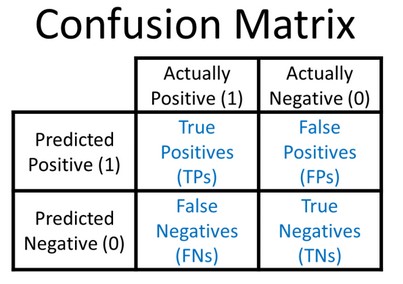 Confusion Matrix
Actually
Positive (1)
Actually
Negative (0)
Predicted
Positive (1)
True
Positives
(TPs)
False
Positives
(FPs)
Predicted
Negative (0)
False
Negatives
(FNs)
True
Negatives
(TNs)